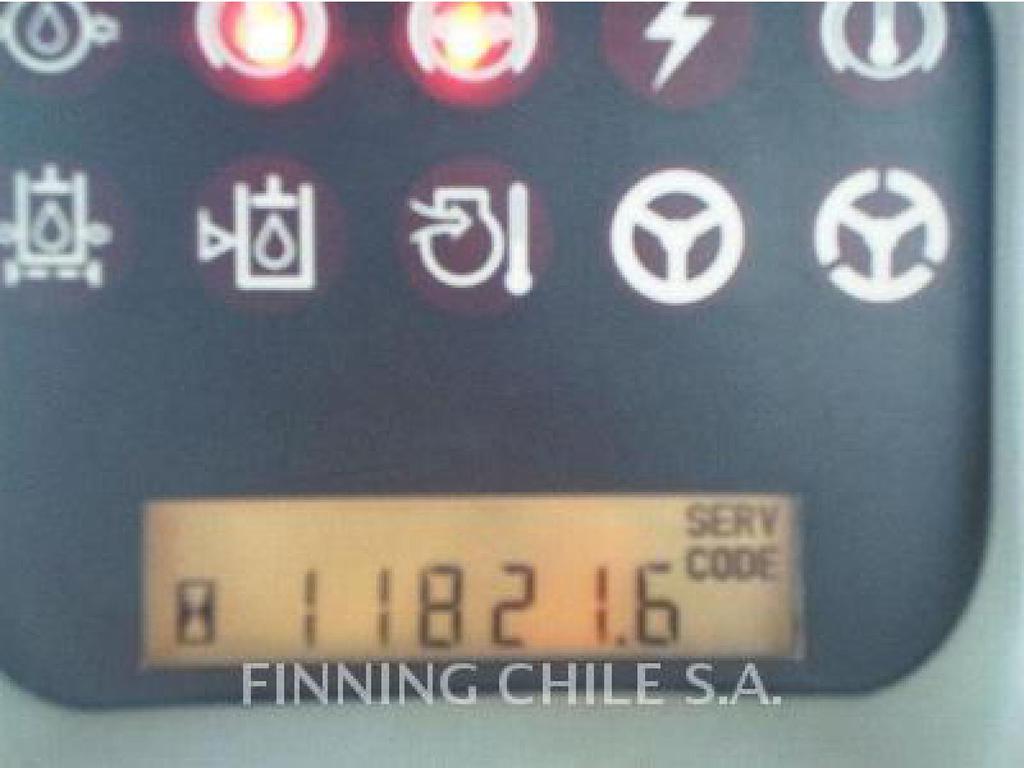 SERV
CODE
11821.6
FINNING CHILE S.A.